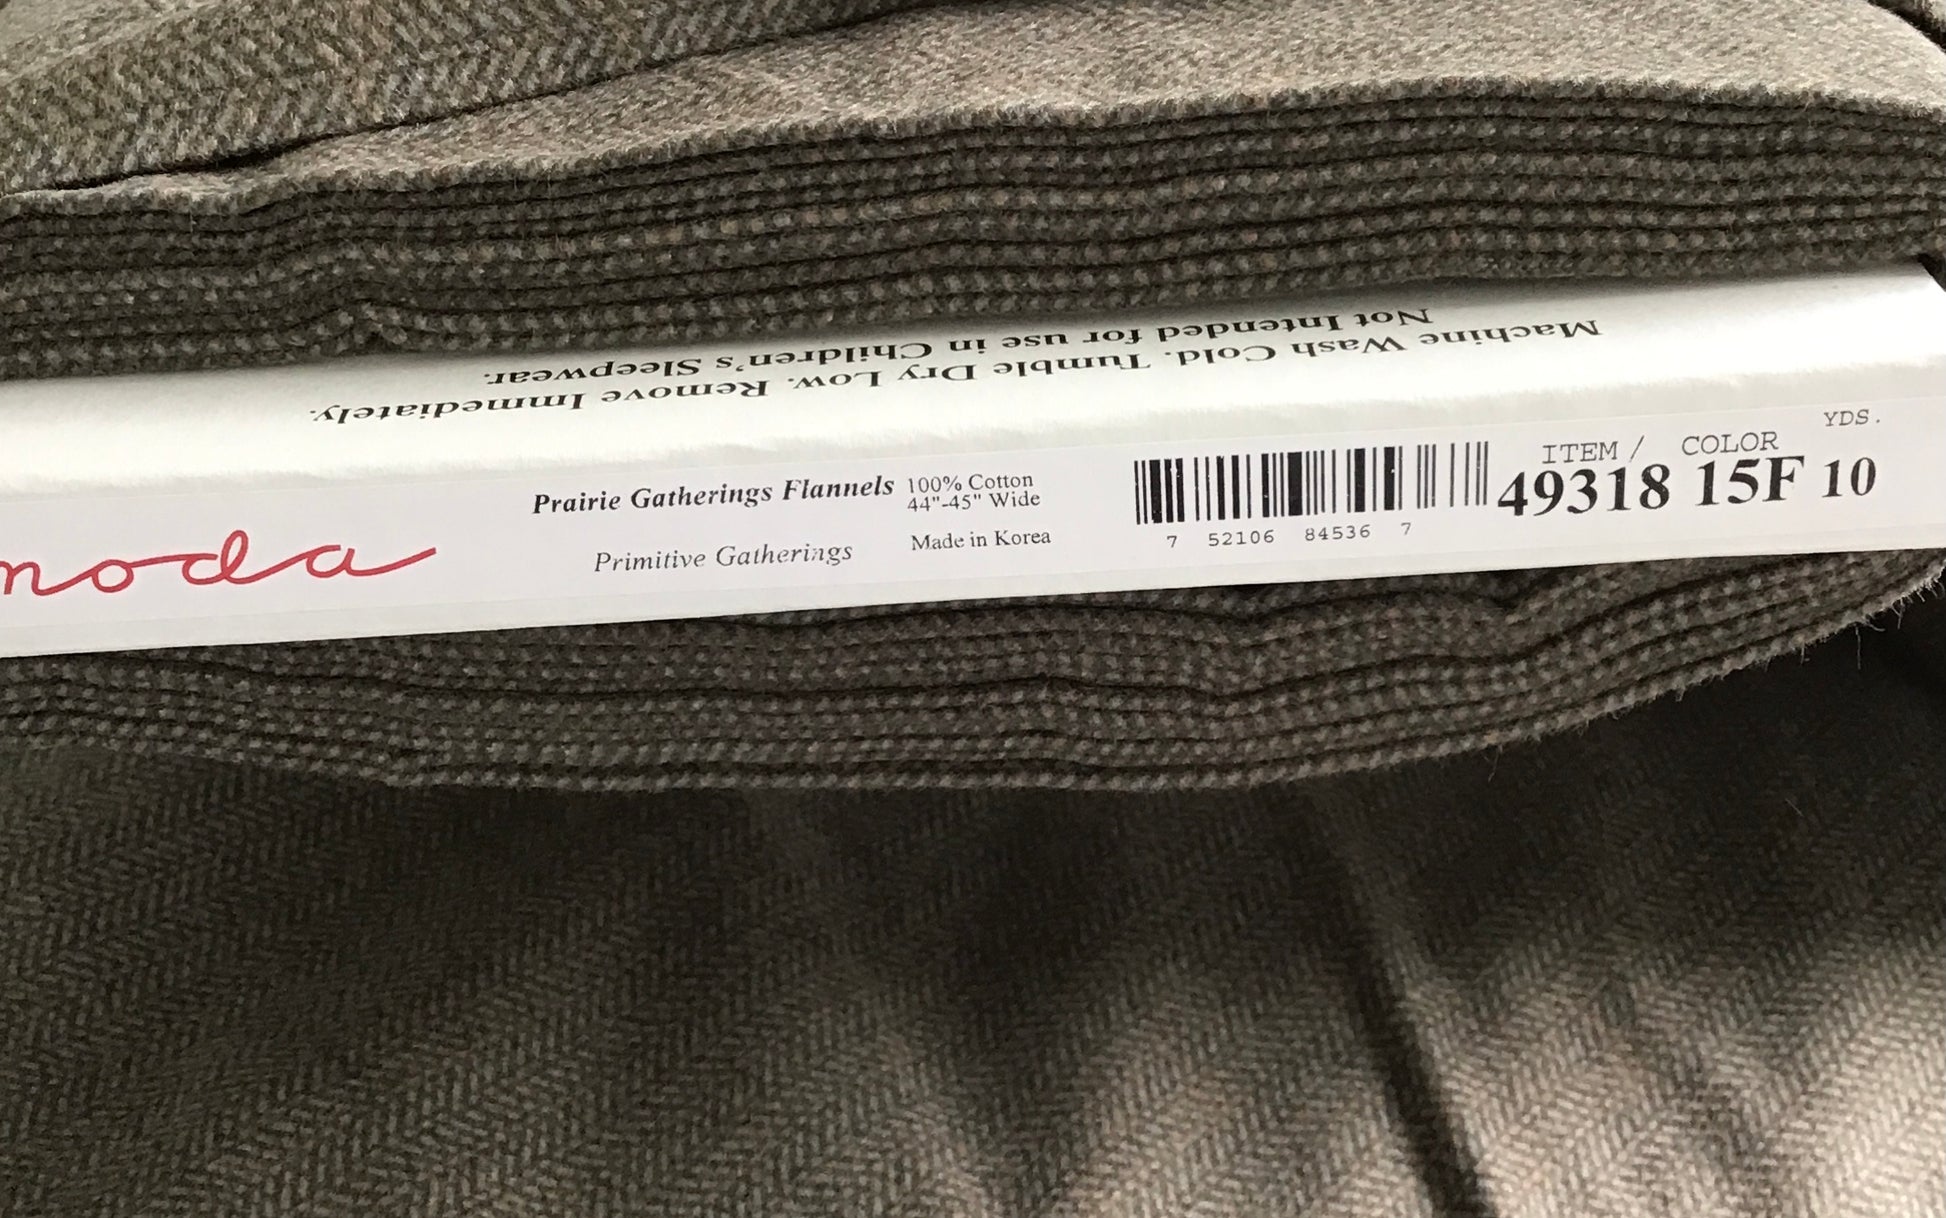 Machine Wash Cold. Tumble Dry Low. Remove Immediately.
Not Intended for use in Children's Sleepwear.
moda
Prairie Gatherings Flannels
Primitive Gatherings
100% Cotton
44"-45" Wide
Made in Korea
7 52106 84536 7
ITEM / COLOR YDS.
49318 15F 10